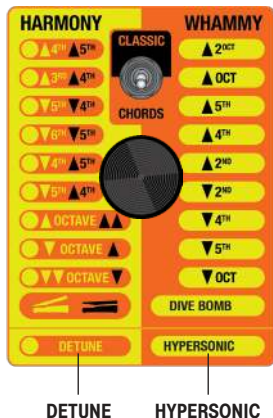 HARMONY
WHAMMY
CLASSIC
CHORDS
▲4TH ▲5TH
▲3RD ▲4TH
▼5TH ▼4TH
▼6TH ▼5TH
▼4TH ▲5TH
▼5TH ▲4TH
▲ OCTAVE ▲▲
▼ OCTAVE ▲
▼▼ OCTAVE ▼
▲ 2OCT
▲ OCT
▲ 5TH
▲ 4TH
▲ 2ND
▼ 2ND
▼ 4TH
▼ 5TH
▼ OCT
DIVE BOMB
DETUNE
HYPERSONIC
DETUNE
HYPERSONIC